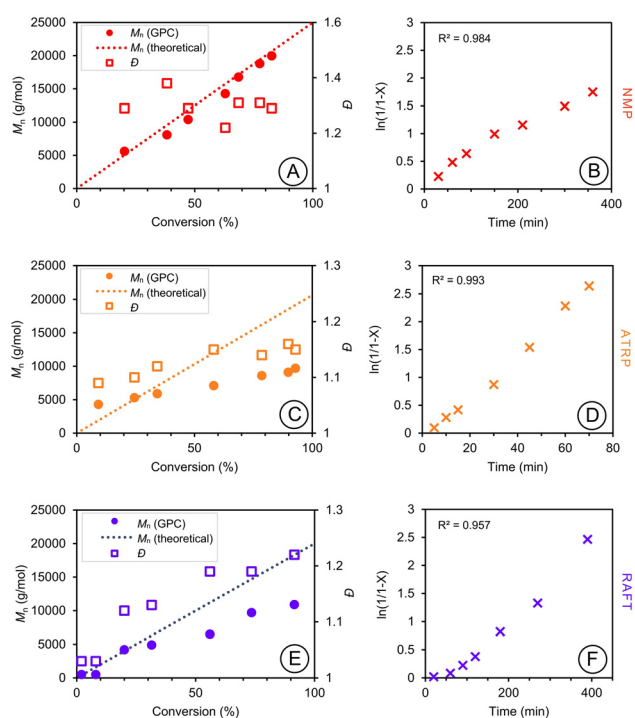 25000
20000
15000
10000
5000
0
Mn (g/mol)
Mn (GPC)
Mn (theoretical)
Đ
1.6
1.4
1.2
1
Đ
0
50
100
Conversion (%)
A
3
2.5
2
1.5
1
0.5
0
ln(1/1-X)
R² = 0.984
0
200
400
Time (min)
B
NMP
25000
20000
15000
10000
5000
0
Mn (g/mol)
Mn (GPC)
Mn (theoretical)
Đ
1.3
1.2
1.1
1
Đ
0
50
100
Conversion (%)
C
3
2.5
2
1.5
1
0.5
0
ln(1/1-X)
R² = 0.993
0
20
40
60
80
Time (min)
D
ATRP
25000
20000
15000
10000
5000
0
Mn (g/mol)
Mn (GPC)
Mn (theoretical)
Đ
1.3
1.2
1.1
1
Đ
0
50
100
Conversion (%)
E
3
2.5
2
1.5
1
0.5
0
ln(1/1-X)
R² = 0.957
0
200
400
Time (min)
F
RAFT